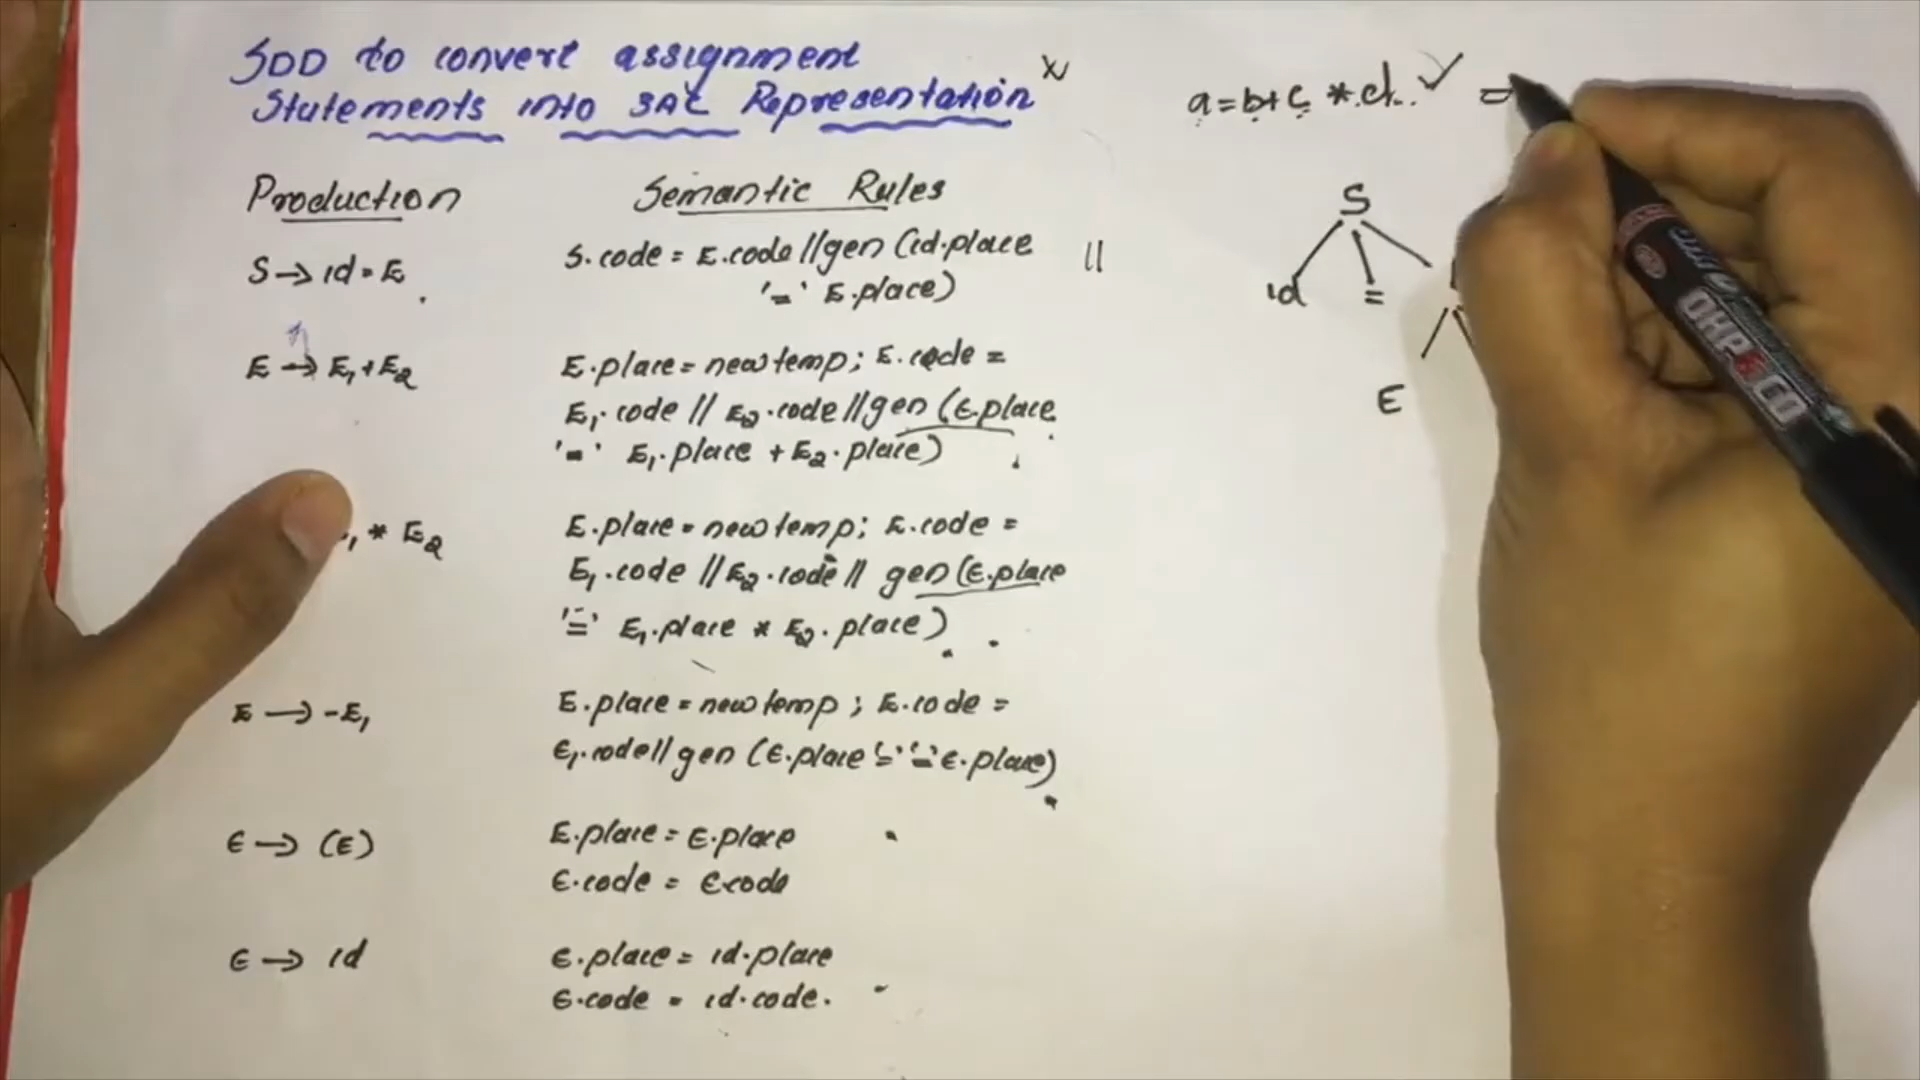 SDD to convert assignment
Statements into 3AC Representation
Production Semantic Rules
S → id = E S.code = E.code // gen (id.place
'=' E.place)
E → E1 + E2 E.place = newtemp; E.code =
E1.code // E2.code // gen (E.place
'=' E1.place + E2.place)
1 * E2 E.place = newtemp; E.code =
E1.code // E2.code // gen (E.place
'=' E1.place * E2.place)
E → -E1 E.place = newtemp; E.code =
E1.code // gen (E.place '=' '-' E.place)
E → (E) E.place = E.place
E.code = E.code
E → id E.place = id.place
E.code = id.code.
a = b + c * d
S
id =
E
OHP